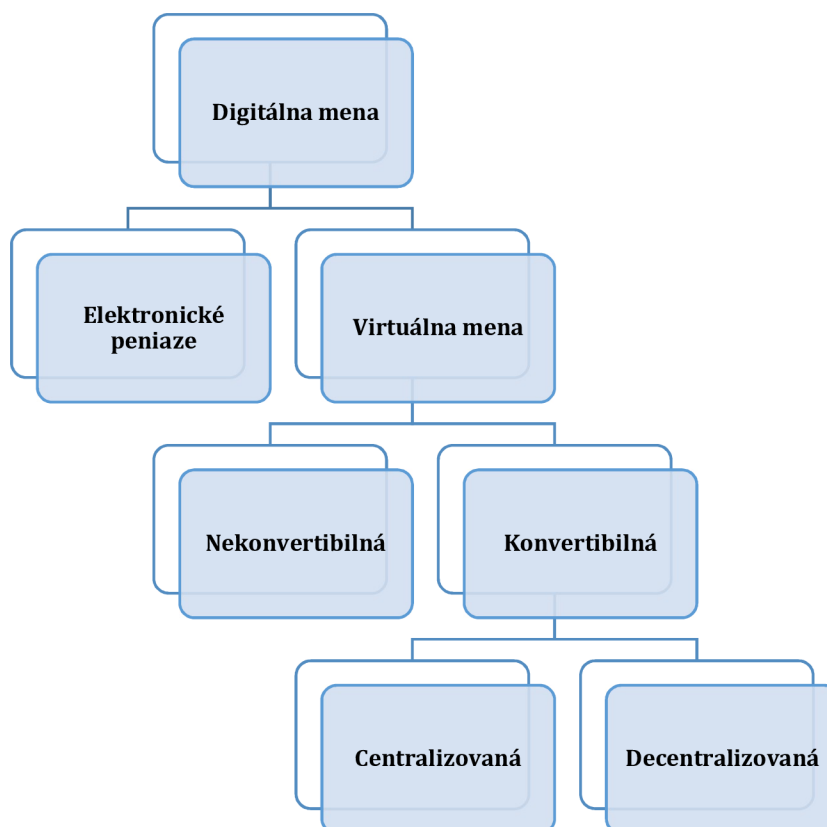 Digitálna mena
Elektronické
peniaze
Virtuálna mena
Nekonvertibilná
Konvertibilná
Centralizovaná
Decentralizovaná